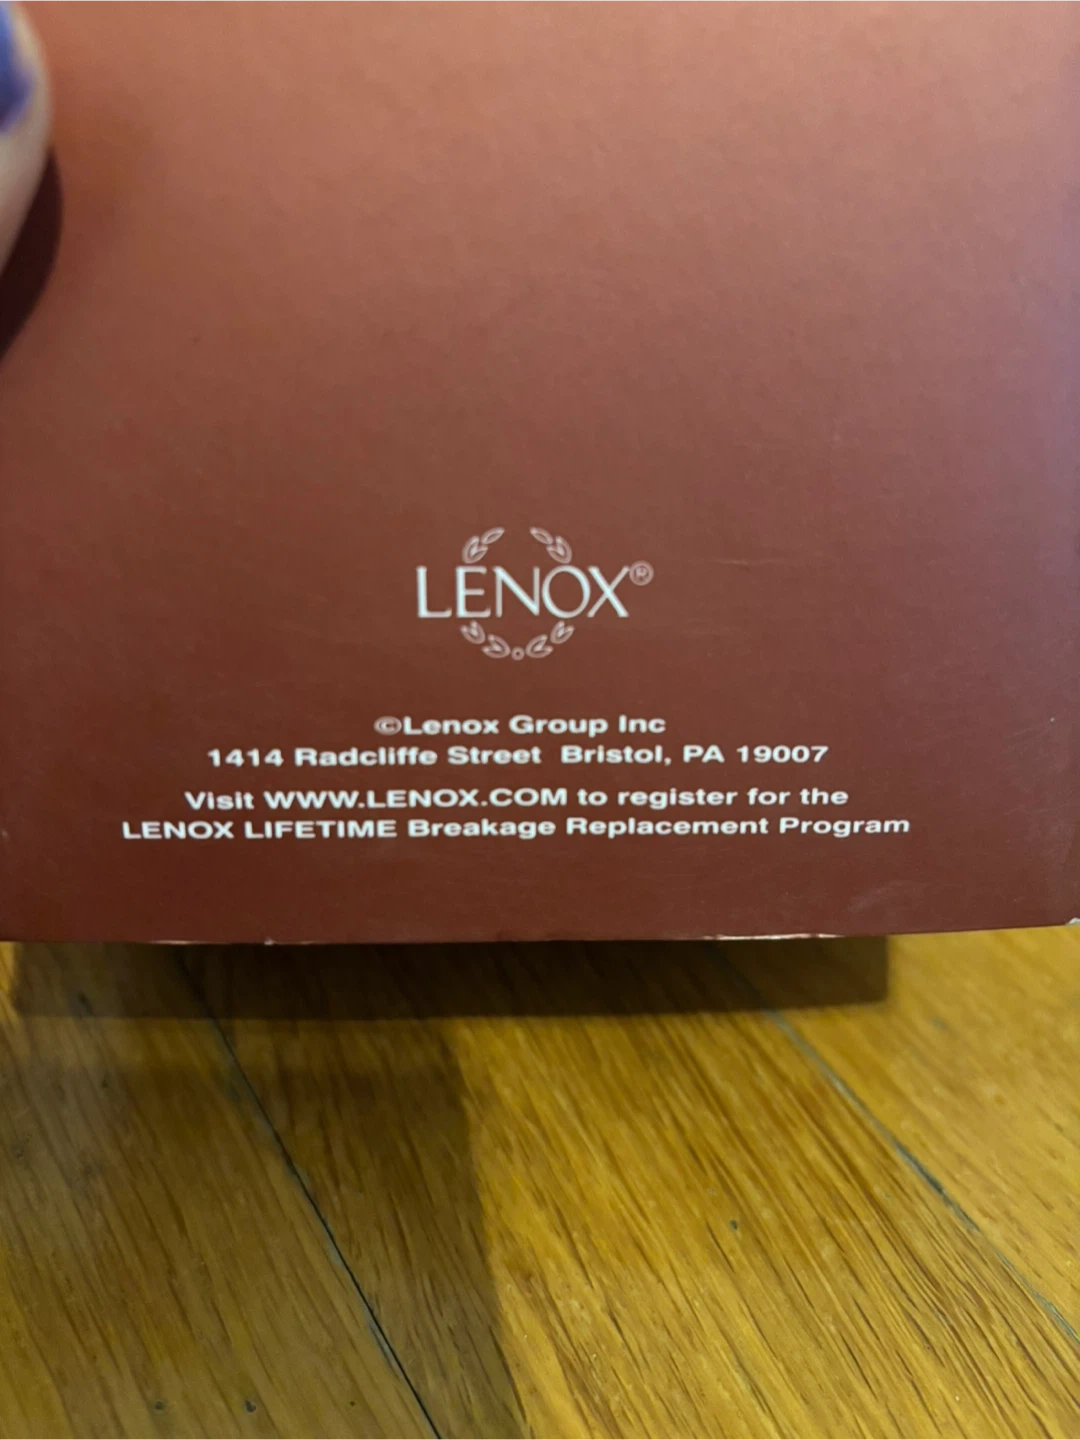 LENOX®
©Lenox Group Inc
1414 Radcliffe Street Bristol, PA 19007
Visit WWW.LENOX.COM to register for the
LENOX LIFETIME Breakage Replacement Program